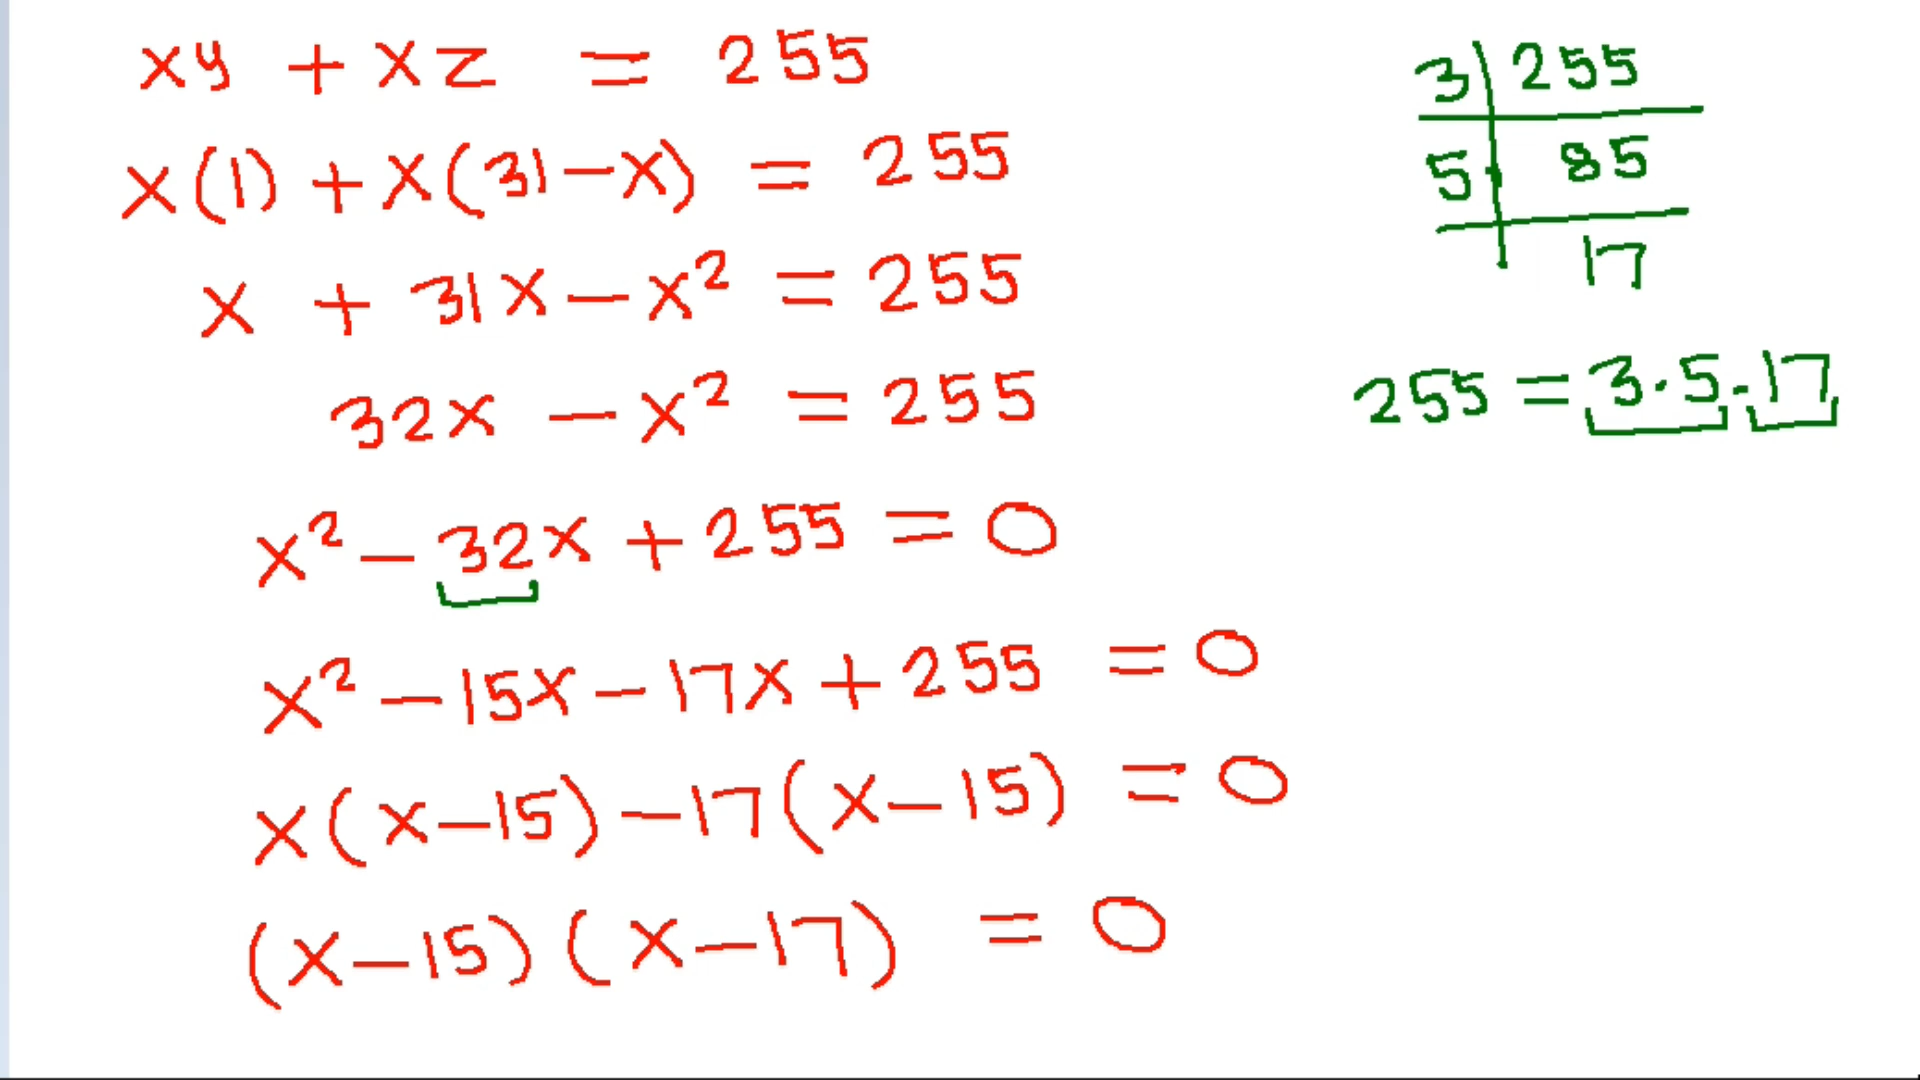 xy + xz = 255
x(1) + x(31-x) = 255
x + 31x - x² = 255
32x - x² = 255
x² - 32x + 255 = 0
x² - 15x - 17x + 255 = 0
x(x-15) - 17(x-15) = 0
(x-15)(x-17) = 0
3 255
5 85
17
255 = 3·5·17